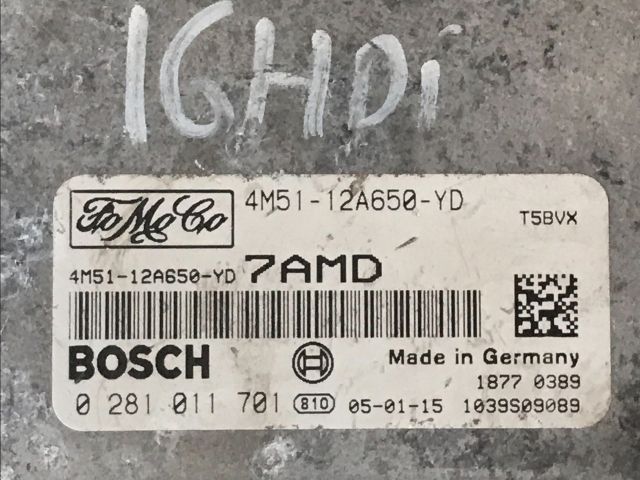 16HDi
FoMoCo
4M51-12A650-YD
T5BVX
4M51-12A650-YD 7AMD
BOSCH
Made in Germany
1877 0389
0 281 011 701 810 05-01-15 1039S09089